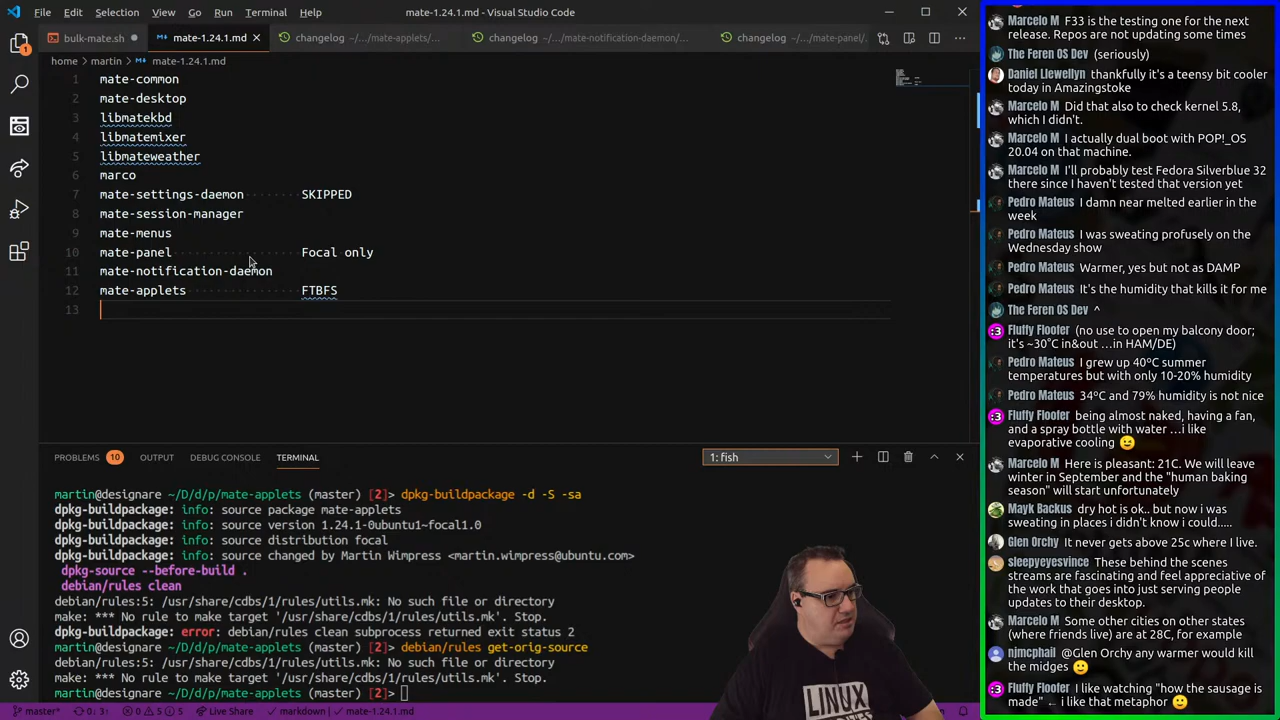 File Edit Selection View Go Run Terminal Help
mate-1.24.1.md - Visual Studio Code
bulk-mate.sh
mate-1.24.1.md
changelog ~/.../mate-applets/...
changelog ~/.../mate-notification-daemon/...
changelog ~/.../mate-panel/...
home > martin > mate-1.24.1.md
1 mate-common
2 mate-desktop
3 libmatekbd
4 libmatemixer
5 libmateweather
6 marco
7 mate-settings-daemon SKIPPED
8 mate-session-manager
9 mate-menus
10 mate-panel Focal only
11 mate-notification-daemon
12 mate-applets FTBFS
13
PROBLEMS 10 OUTPUT DEBUG CONSOLE TERMINAL
1: fish
martin@designare ~/D/d/p/mate-applets (master) [2]> dpkg-buildpackage -d -S -sa
dpkg-buildpackage: info: source package mate-applets
dpkg-buildpackage: info: source version 1.24.1-0ubuntu1~focal1.0
dpkg-buildpackage: info: source distribution focal
dpkg-buildpackage: info: source changed by Martin Wimpress <martin.wimpress@ubuntu.com>
dpkg-source --before-build .
debian/rules clean
debian/rules:5: /usr/share/cdbs/1/rules/utils.mk: No such file or directory
make: *** No rule to make target '/usr/share/cdbs/1/rules/utils.mk'. Stop.
dpkg-buildpackage: error: debian/rules clean subprocess returned exit status 2
martin@designare ~/D/d/p/mate-applets (master) [2]> debian/rules get-orig-source
debian/rules:5: /usr/share/cdbs/1/rules/utils.mk: No such file or directory
make: *** No rule to make target '/usr/share/cdbs/1/rules/utils.mk'. Stop.
martin@designare ~/D/d/p/mate-applets (master) [2]>
master* 0↓ 3↑ 0 5 5 Live Share markdown mate-1.24.1.md
LINUX
Marcelo M F33 is the testing one for the next
release. Repos are not updating some times
The Feren OS Dev (seriously)
Daniel Llewellyn thankfully it's a teensy bit cooler
today in Amazingstoke
Marcelo M Did that also to check kernel 5.8,
which I didn't.
Marcelo M I actually dual boot with POP!_OS
20.04 on that machine.
Marcelo M I'll probably test Fedora Silverblue 32
there since I haven't tested that version yet
Pedro Mateus I damn near melted earlier in the
week
Pedro Mateus I was sweating profusely on the
Wednesday show
Pedro Mateus Warmer, yes but not as DAMP
Pedro Mateus It's the humidity that kills it for me
The Feren OS Dev ^
:3 Fluffy Floofer (no use to open my balcony door;
it's ~30°C in&out …in HAM/DE)
Pedro Mateus I grew up 40ºC summer
temperatures but with only 10-20% humidity
Pedro Mateus 34ºC and 79% humidity is not nice
:3 Fluffy Floofer being almost naked, having a fan,
and a spray bottle with water …i like
evaporative cooling 😉
Marcelo M Here is pleasant: 21C. We will leave
winter in September and the "human baking
season" will start unfortunately
Mayk Backus dry hot is ok.. but now i was
sweating in places i didn't know i could.....
Glen Orchy It never gets above 25c where I live.
sleepyeyesvince These behind the scenes
streams are fascinating and feel appreciative of
the work that goes into just serving people
updates to their desktop.
Marcelo M Some other cities on other states
(where friends live) are at 28C, for example
njmcphail @Glen Orchy any warmer would kill
the midges 🙂
:3 Fluffy Floofer I like watching "how the sausage is
made" ← i like that metaphor 🙂